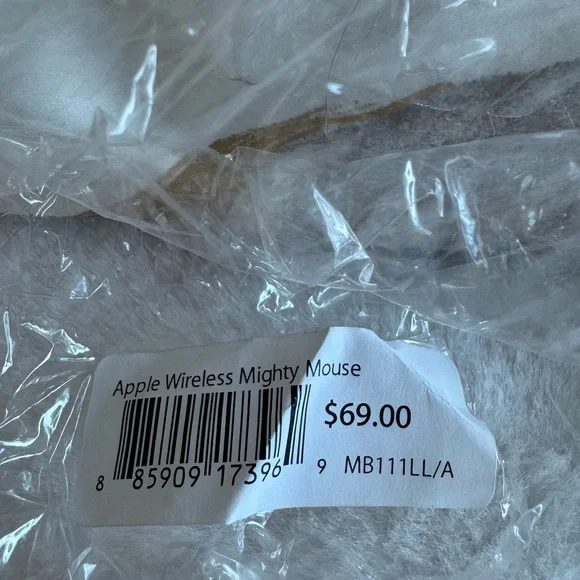 Apple Wireless Mighty Mouse
$69.00
8 85909 17396 9 MB111LL/A